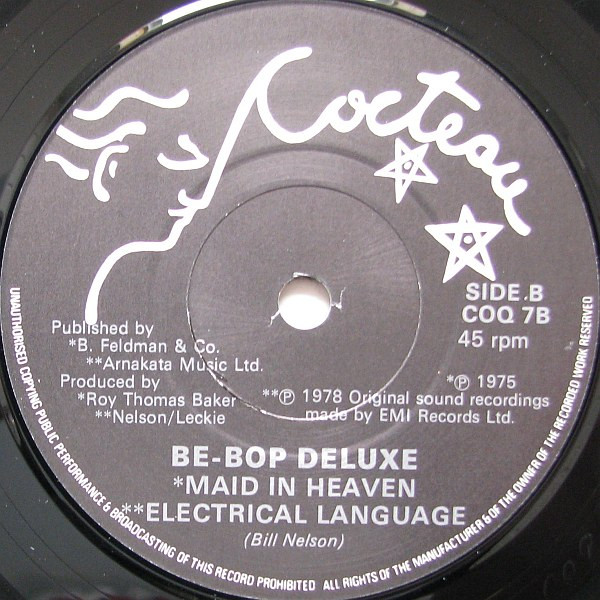 Cocteau
SIDE B
COQ 7B
45 rpm
Published by
*B. Feldman & Co.
**Arnakata Music Ltd.
Produced by
*Roy Thomas Baker
**Nelson/Leckie
*℗ 1975
**℗ 1978 Original sound recordings
made by EMI Records Ltd.
BE-BOP DELUXE
*MAID IN HEAVEN
**ELECTRICAL LANGUAGE
(Bill Nelson)
UNAUTHORISED COPYING PUBLIC PERFORMANCE & BROADCASTING OF THIS RECORD PROHIBITED ALL RIGHTS OF THE MANUFACTURER & OF THE OWNER OF THE RECORDED WORK RESERVED